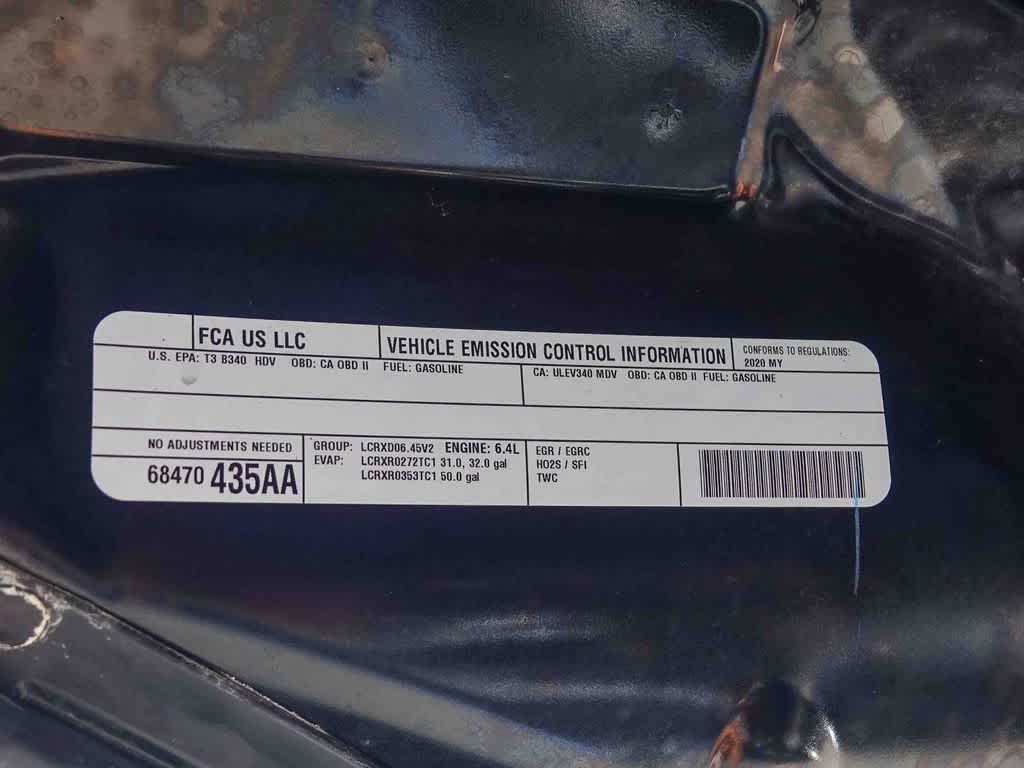 FCA US LLC
VEHICLE EMISSION CONTROL INFORMATION
CONFORMS TO REGULATIONS:
2020 MY
U.S. EPA: T3 B340 HDV OBD: CA OBD II FUEL: GASOLINE
CA: ULEV340 MDV OBD: CA OBD II FUEL: GASOLINE
NO ADJUSTMENTS NEEDED
68470 435AA
GROUP: LCRXD06.45V2 ENGINE: 6.4L
EVAP: LCRXR0272TC1 31.0, 32.0 gal
LCRXR0353TC1 50.0 gal
EGR / EGRC
HO2S / SFI
TWC